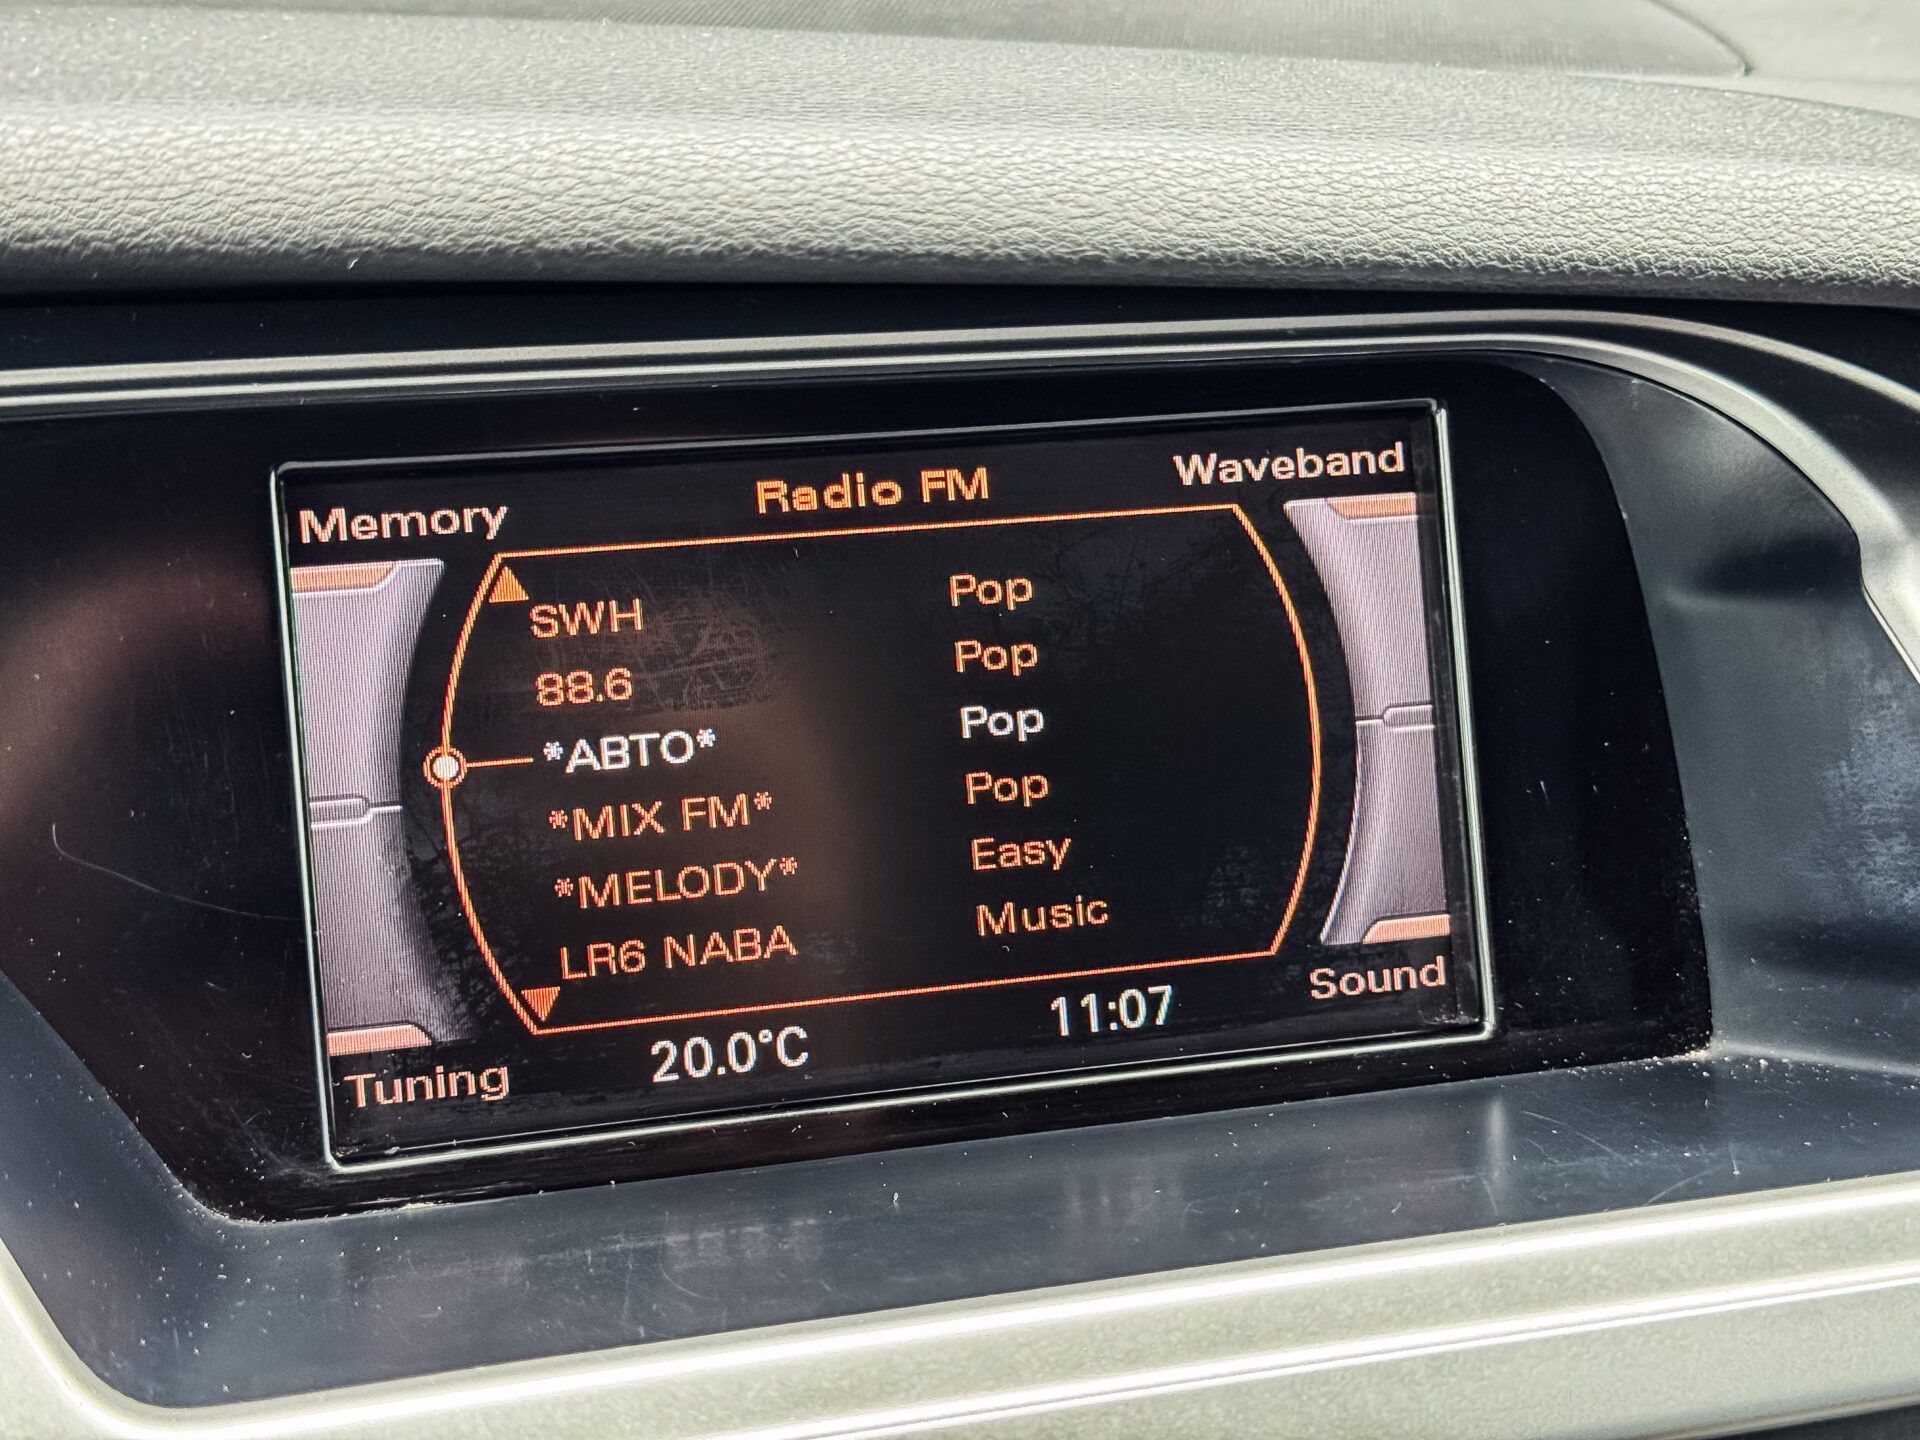 Memory Radio FM Waveband
SWH Pop
88.6 Pop
*ABTO* Pop
*MIX FM* Pop
*MELODY* Easy
LR6 NABA Music
Tuning 20.0°C 11:07 Sound